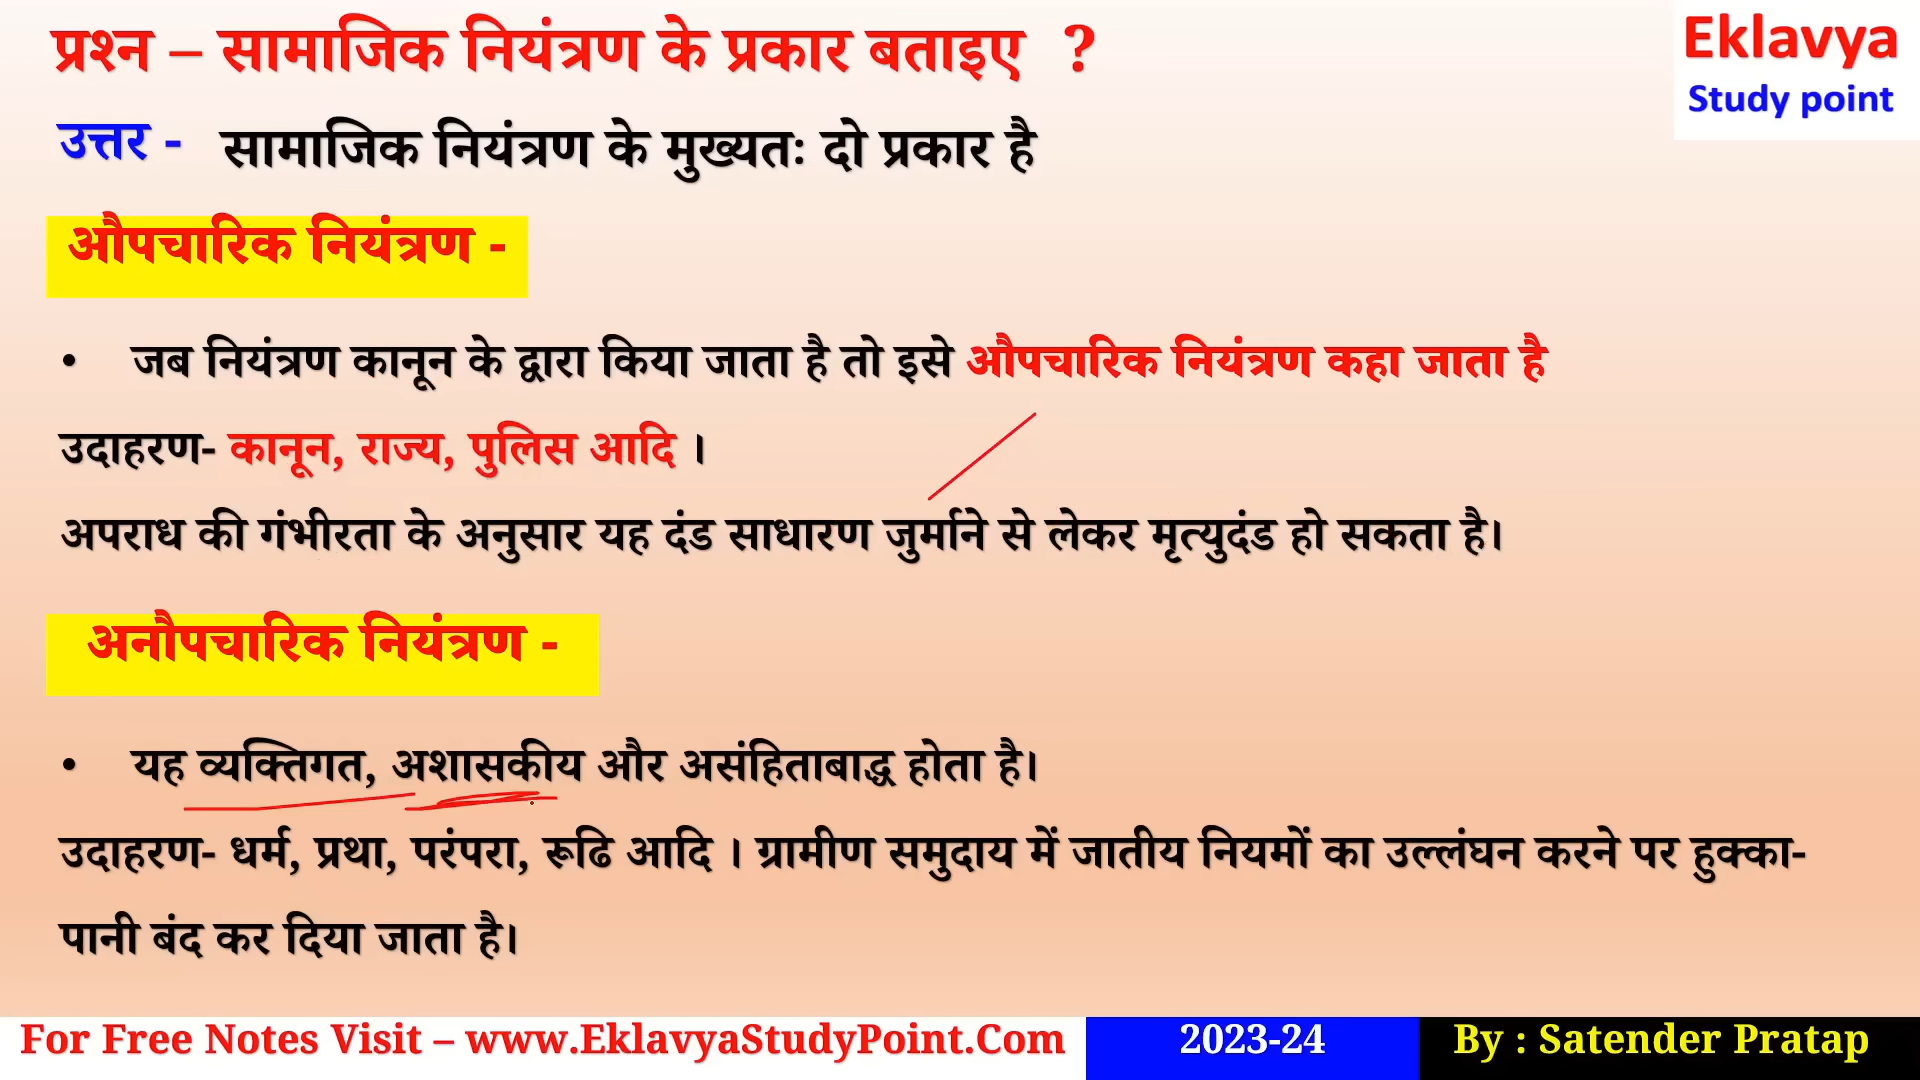 प्रश्न – सामाजिक नियंत्रण के प्रकार बताइए ?
Eklavya
Study point
उत्तर - सामाजिक नियंत्रण के मुख्यतः दो प्रकार है
औपचारिक नियंत्रण -
• जब नियंत्रण कानून के द्वारा किया जाता है तो इसे औपचारिक नियंत्रण कहा जाता है
उदाहरण- कानून, राज्य, पुलिस आदि ।
अपराध की गंभीरता के अनुसार यह दंड साधारण जुर्माने से लेकर मृत्युदंड हो सकता है।
अनौपचारिक नियंत्रण -
• यह व्यक्तिगत, अशासकीय और असंहिताबाद्ध होता है।
उदाहरण- धर्म, प्रथा, परंपरा, रूढि आदि । ग्रामीण समुदाय में जातीय नियमों का उल्लंघन करने पर हुक्का-
पानी बंद कर दिया जाता है।
For Free Notes Visit – www.EklavyaStudyPoint.Com
2023-24
By : Satender Pratap